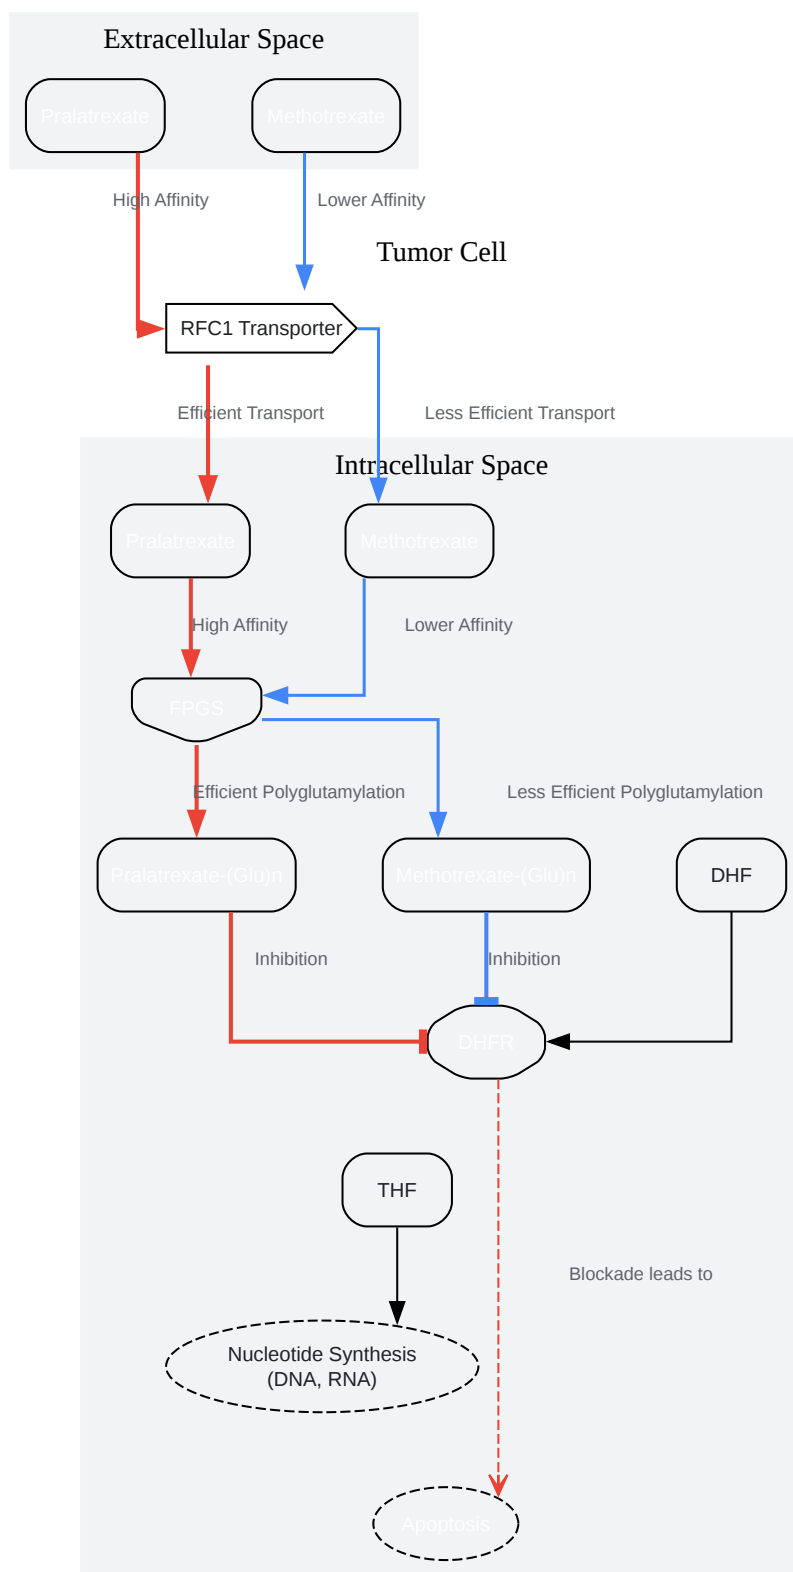 Extracellular Space
Pralatrexate
Methotrexate
High Affinity
Lower Affinity
Tumor Cell
RFC1 Transporter
Efficient Transport
Less Efficient Transport
Intracellular Space
Pralatrexate
Methotrexate
High Affinity
Lower Affinity
FPGS
Efficient Polyglutamylation
Less Efficient Polyglutamylation
Pralatrexate-(Glu)n
Methotrexate-(Glu)n
DHF
Inhibition
Inhibition
DHFR
THF
Blockade leads to
Nucleotide Synthesis
(DNA, RNA)
Apoptosis